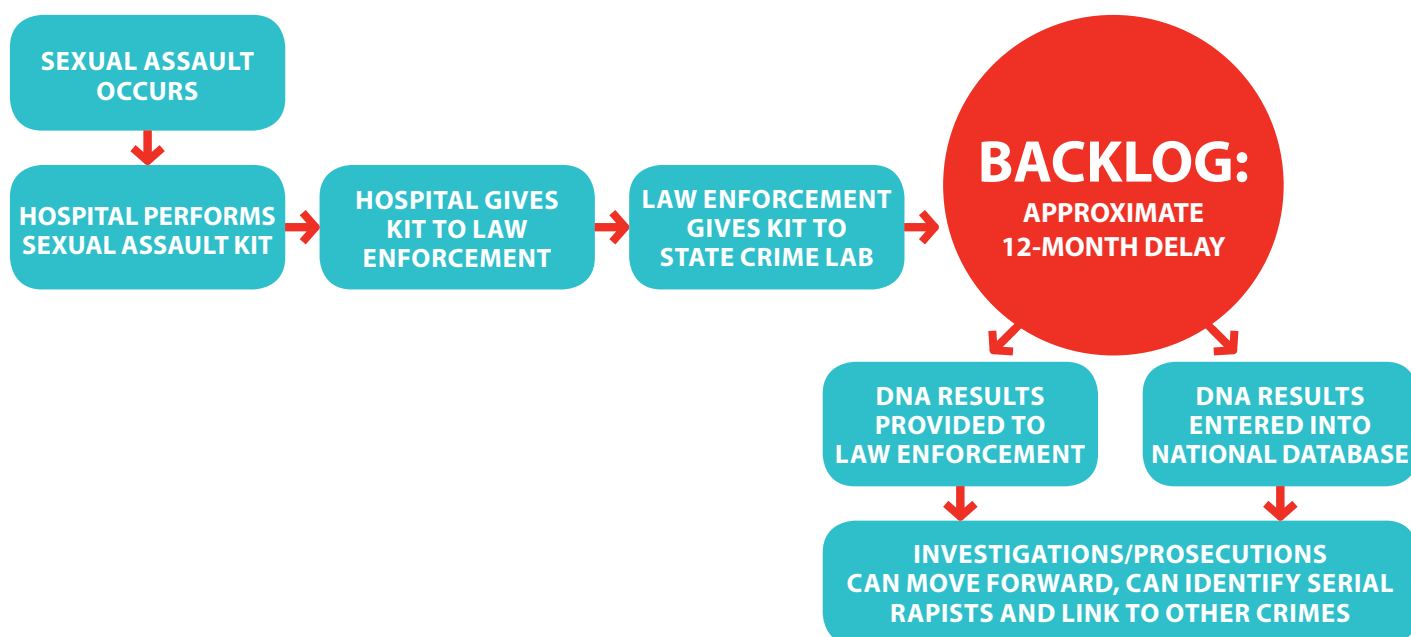 SEXUAL ASSAULT
OCCURS
HOSPITAL PERFORMS
SEXUAL ASSAULT KIT
HOSPITAL GIVES
KIT TO LAW
ENFORCEMENT
LAW ENFORCEMENT
GIVES KIT TO
STATE CRIME LAB
BACKLOG:
APPROXIMATE
12-MONTH DELAY
DNA RESULTS
PROVIDED TO
LAW ENFORCEMENT
DNA RESULTS
ENTERED INTO
NATIONAL DATABASE
INVESTIGATIONS/PROSECUTIONS
CAN MOVE FORWARD, CAN IDENTIFY SERIAL
RAPISTS AND LINK TO OTHER CRIMES